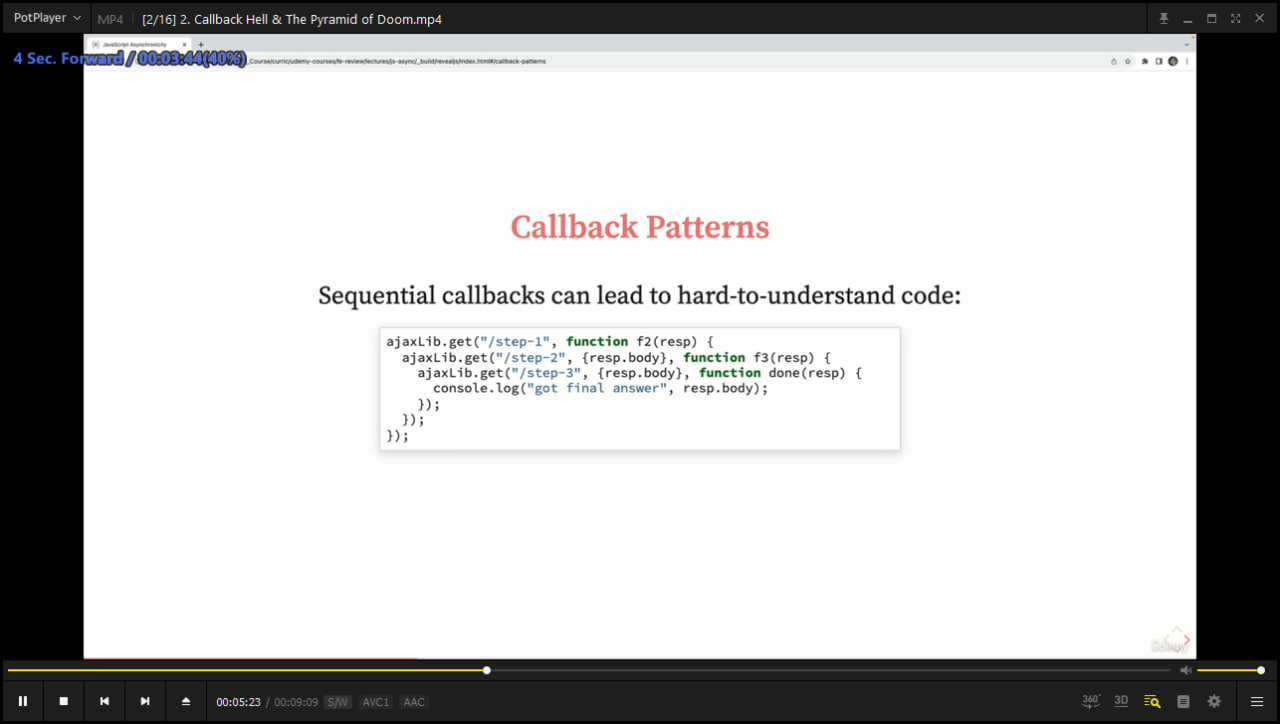 PotPlayer MP4 [2/16] 2. Callback Hell & The Pyramid of Doom.mp4
JavaScript Asynchronicity
4 Sec. Forward / 00:03:44(40%)
_Course/curric/udemy-courses/fe-review/lectures/js-async/_build/revealjs/index.html#/callback-patterns
Callback Patterns
Sequential callbacks can lead to hard-to-understand code:
ajaxLib.get("/step-1", function f2(resp) {
ajaxLib.get("/step-2", {resp.body}, function f3(resp) {
ajaxLib.get("/step-3", {resp.body}, function done(resp) {
console.log("got final answer", resp.body);
});
});
});
Udemy
00:05:23 / 00:09:09 S/W AVC1 AAC
360° 3D